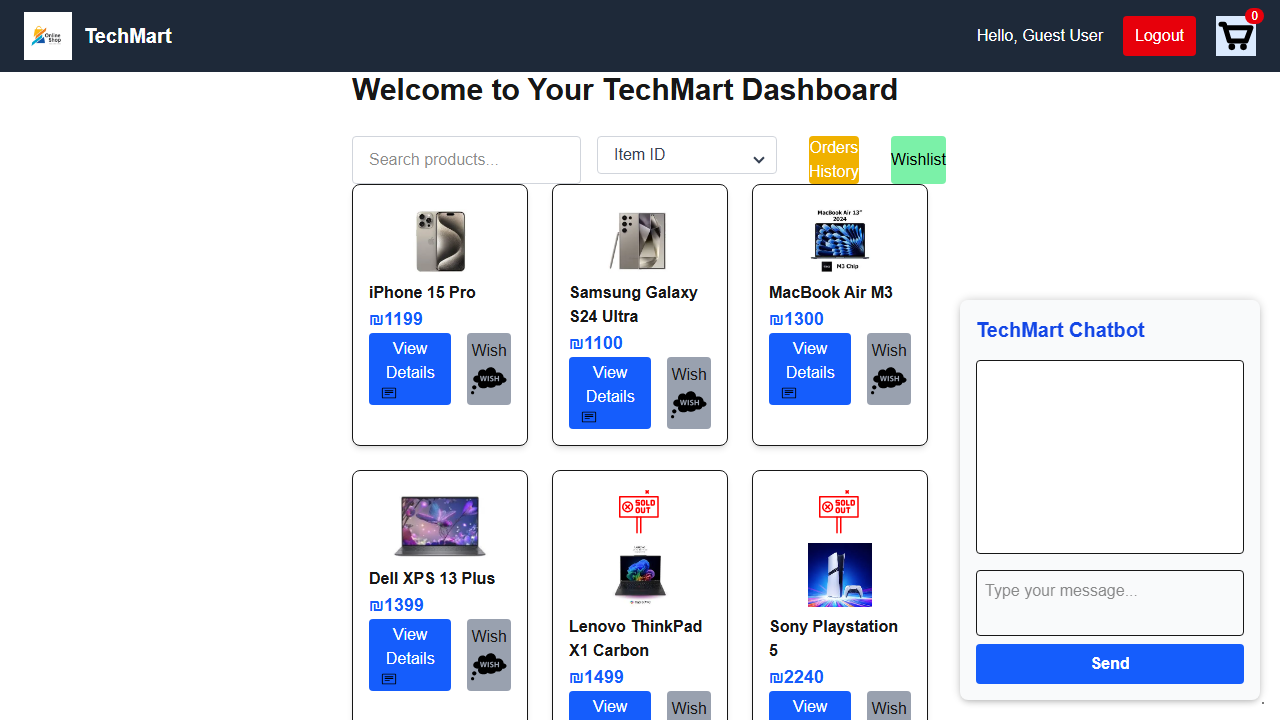 Online
Shop
TechMart
Hello, Guest User
Logout
0
Welcome to Your TechMart Dashboard
Search products...
Item ID
Orders
History
Wishlist
iPhone 15 Pro
₪1199
View
Details
Wish
WISH
Samsung Galaxy
S24 Ultra
₪1100
View
Details
Wish
WISH
MacBook Air 13"
2024
M3 Chip
MacBook Air M3
₪1300
View
Details
Wish
WISH
TechMart Chatbot
Type your message...
Send
Dell XPS 13 Plus
₪1399
View
Details
Wish
WISH
SOLD
OUT
Lenovo ThinkPad
X1 Carbon
₪1499
View
Wish
SOLD
OUT
Sony Playstation
5
₪2240
View
Wish
.